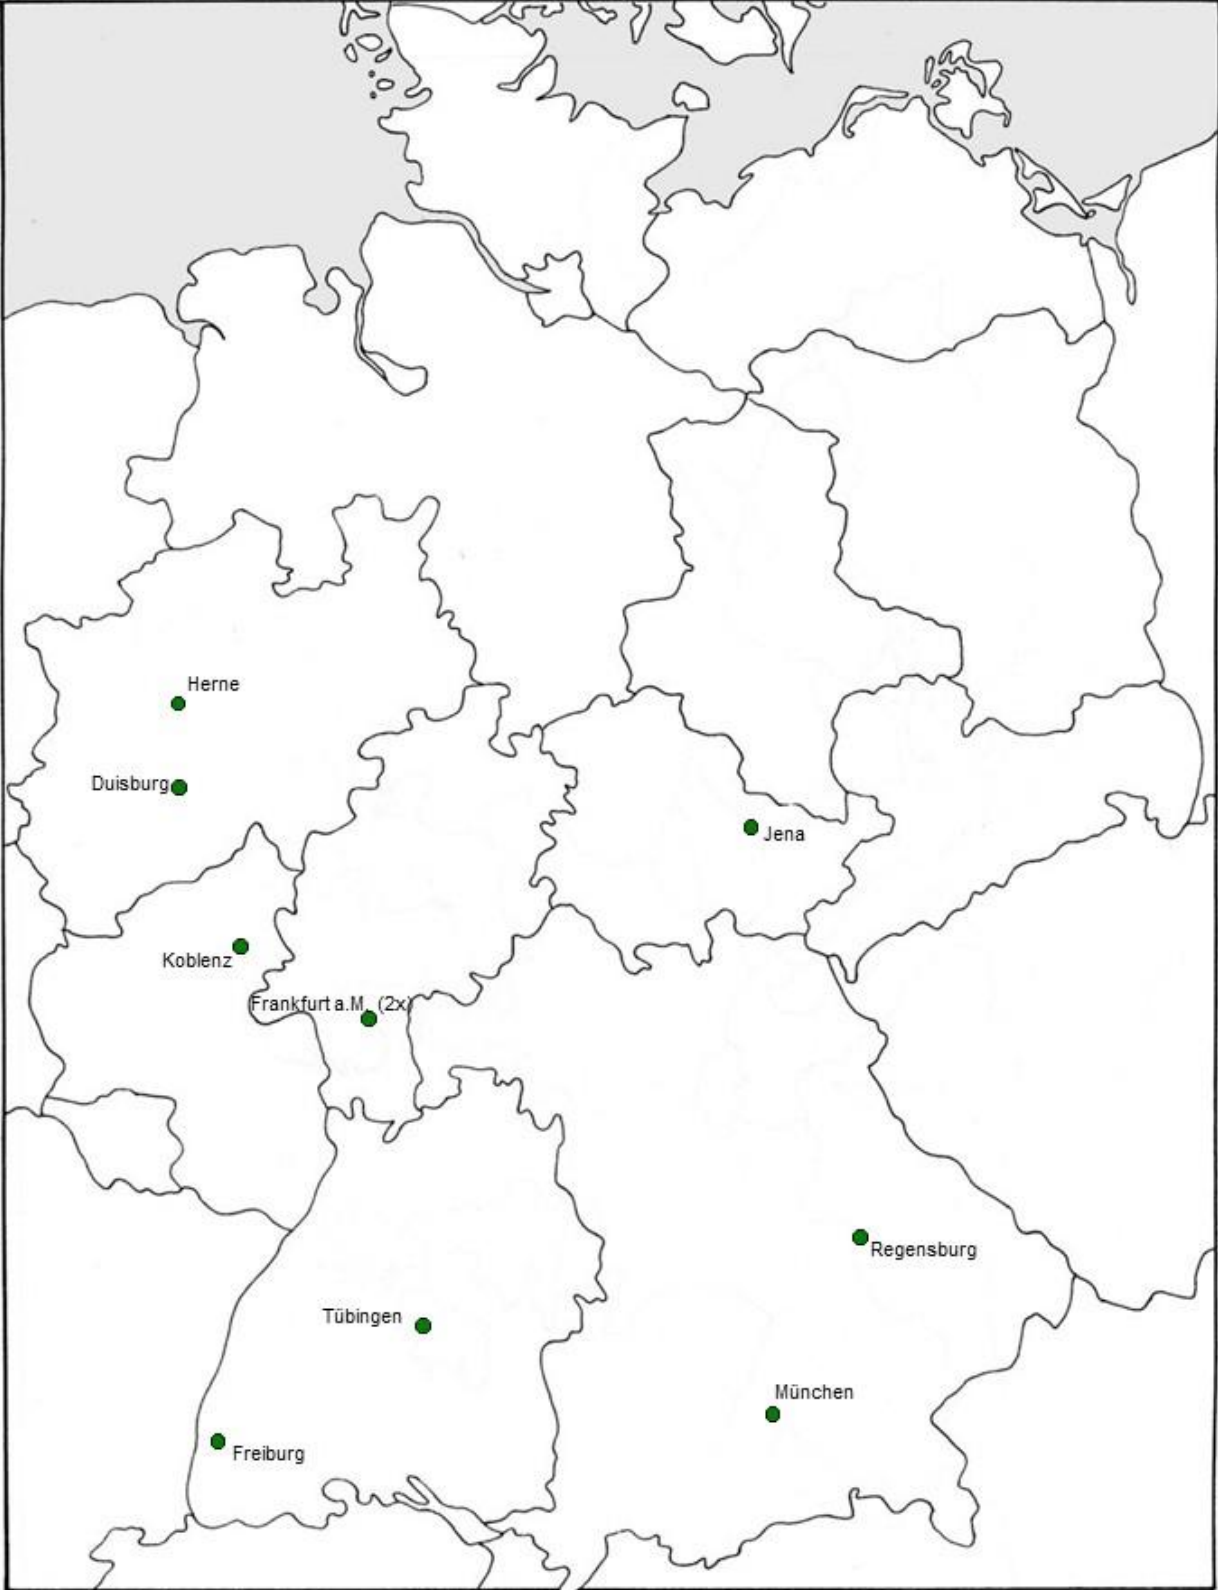 Herne
Duisburg
Jena
Koblenz
Frankfurt a.M. (2x)
Regensburg
Tübingen
München
Freiburg